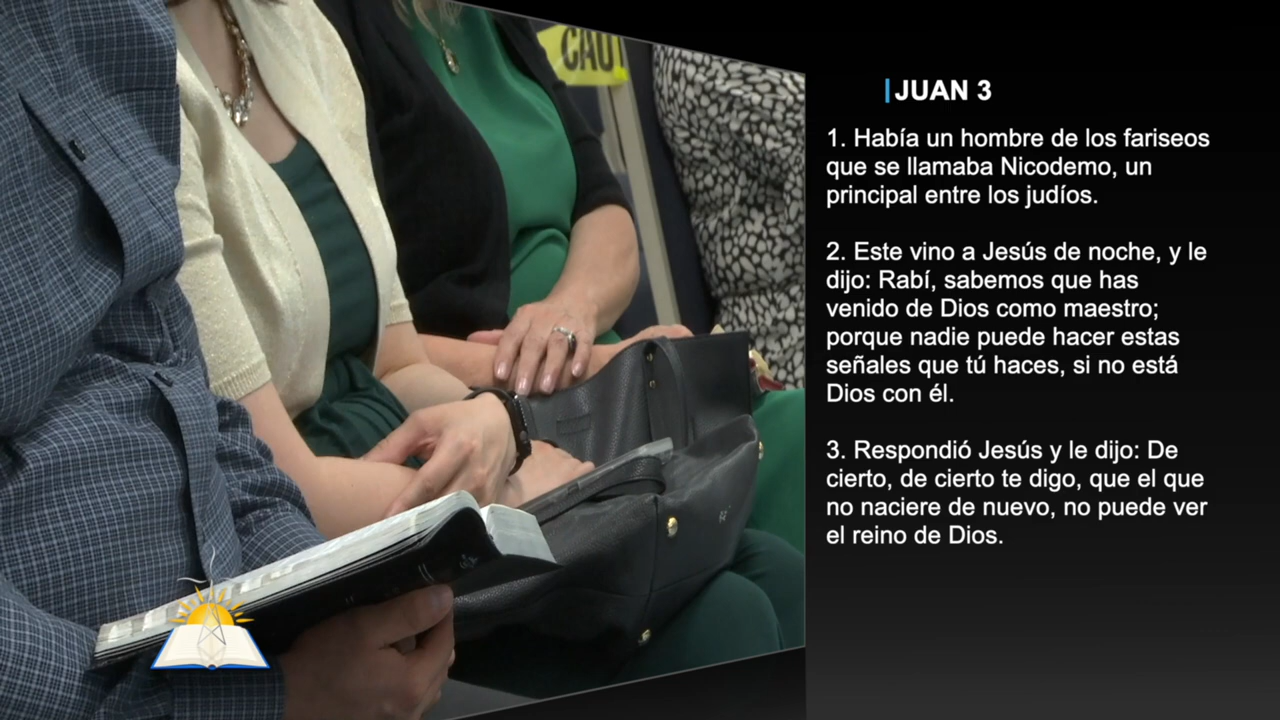 CAUT
JUAN 3
1. Había un hombre de los fariseos
que se llamaba Nicodemo, un
principal entre los judíos.
2. Este vino a Jesús de noche, y le
dijo: Rabí, sabemos que has
venido de Dios como maestro;
porque nadie puede hacer estas
señales que tú haces, si no está
Dios con él.
3. Respondió Jesús y le dijo: De
cierto, de cierto te digo, que el que
no naciere de nuevo, no puede ver
el reino de Dios.